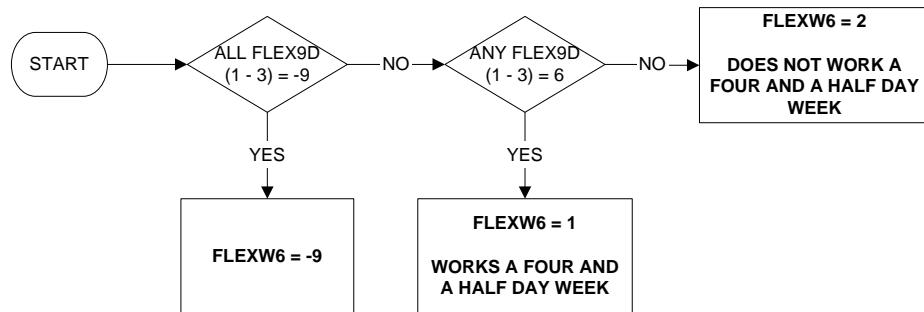 START
ALL FLEX9D
(1 - 3) = -9
NO
ANY FLEX9D
(1 - 3) = 6
NO
FLEXW6 = 2
DOES NOT WORK A
FOUR AND A HALF DAY
WEEK
YES
YES
FLEXW6 = -9
FLEXW6 = 1
WORKS A FOUR AND
A HALF DAY WEEK